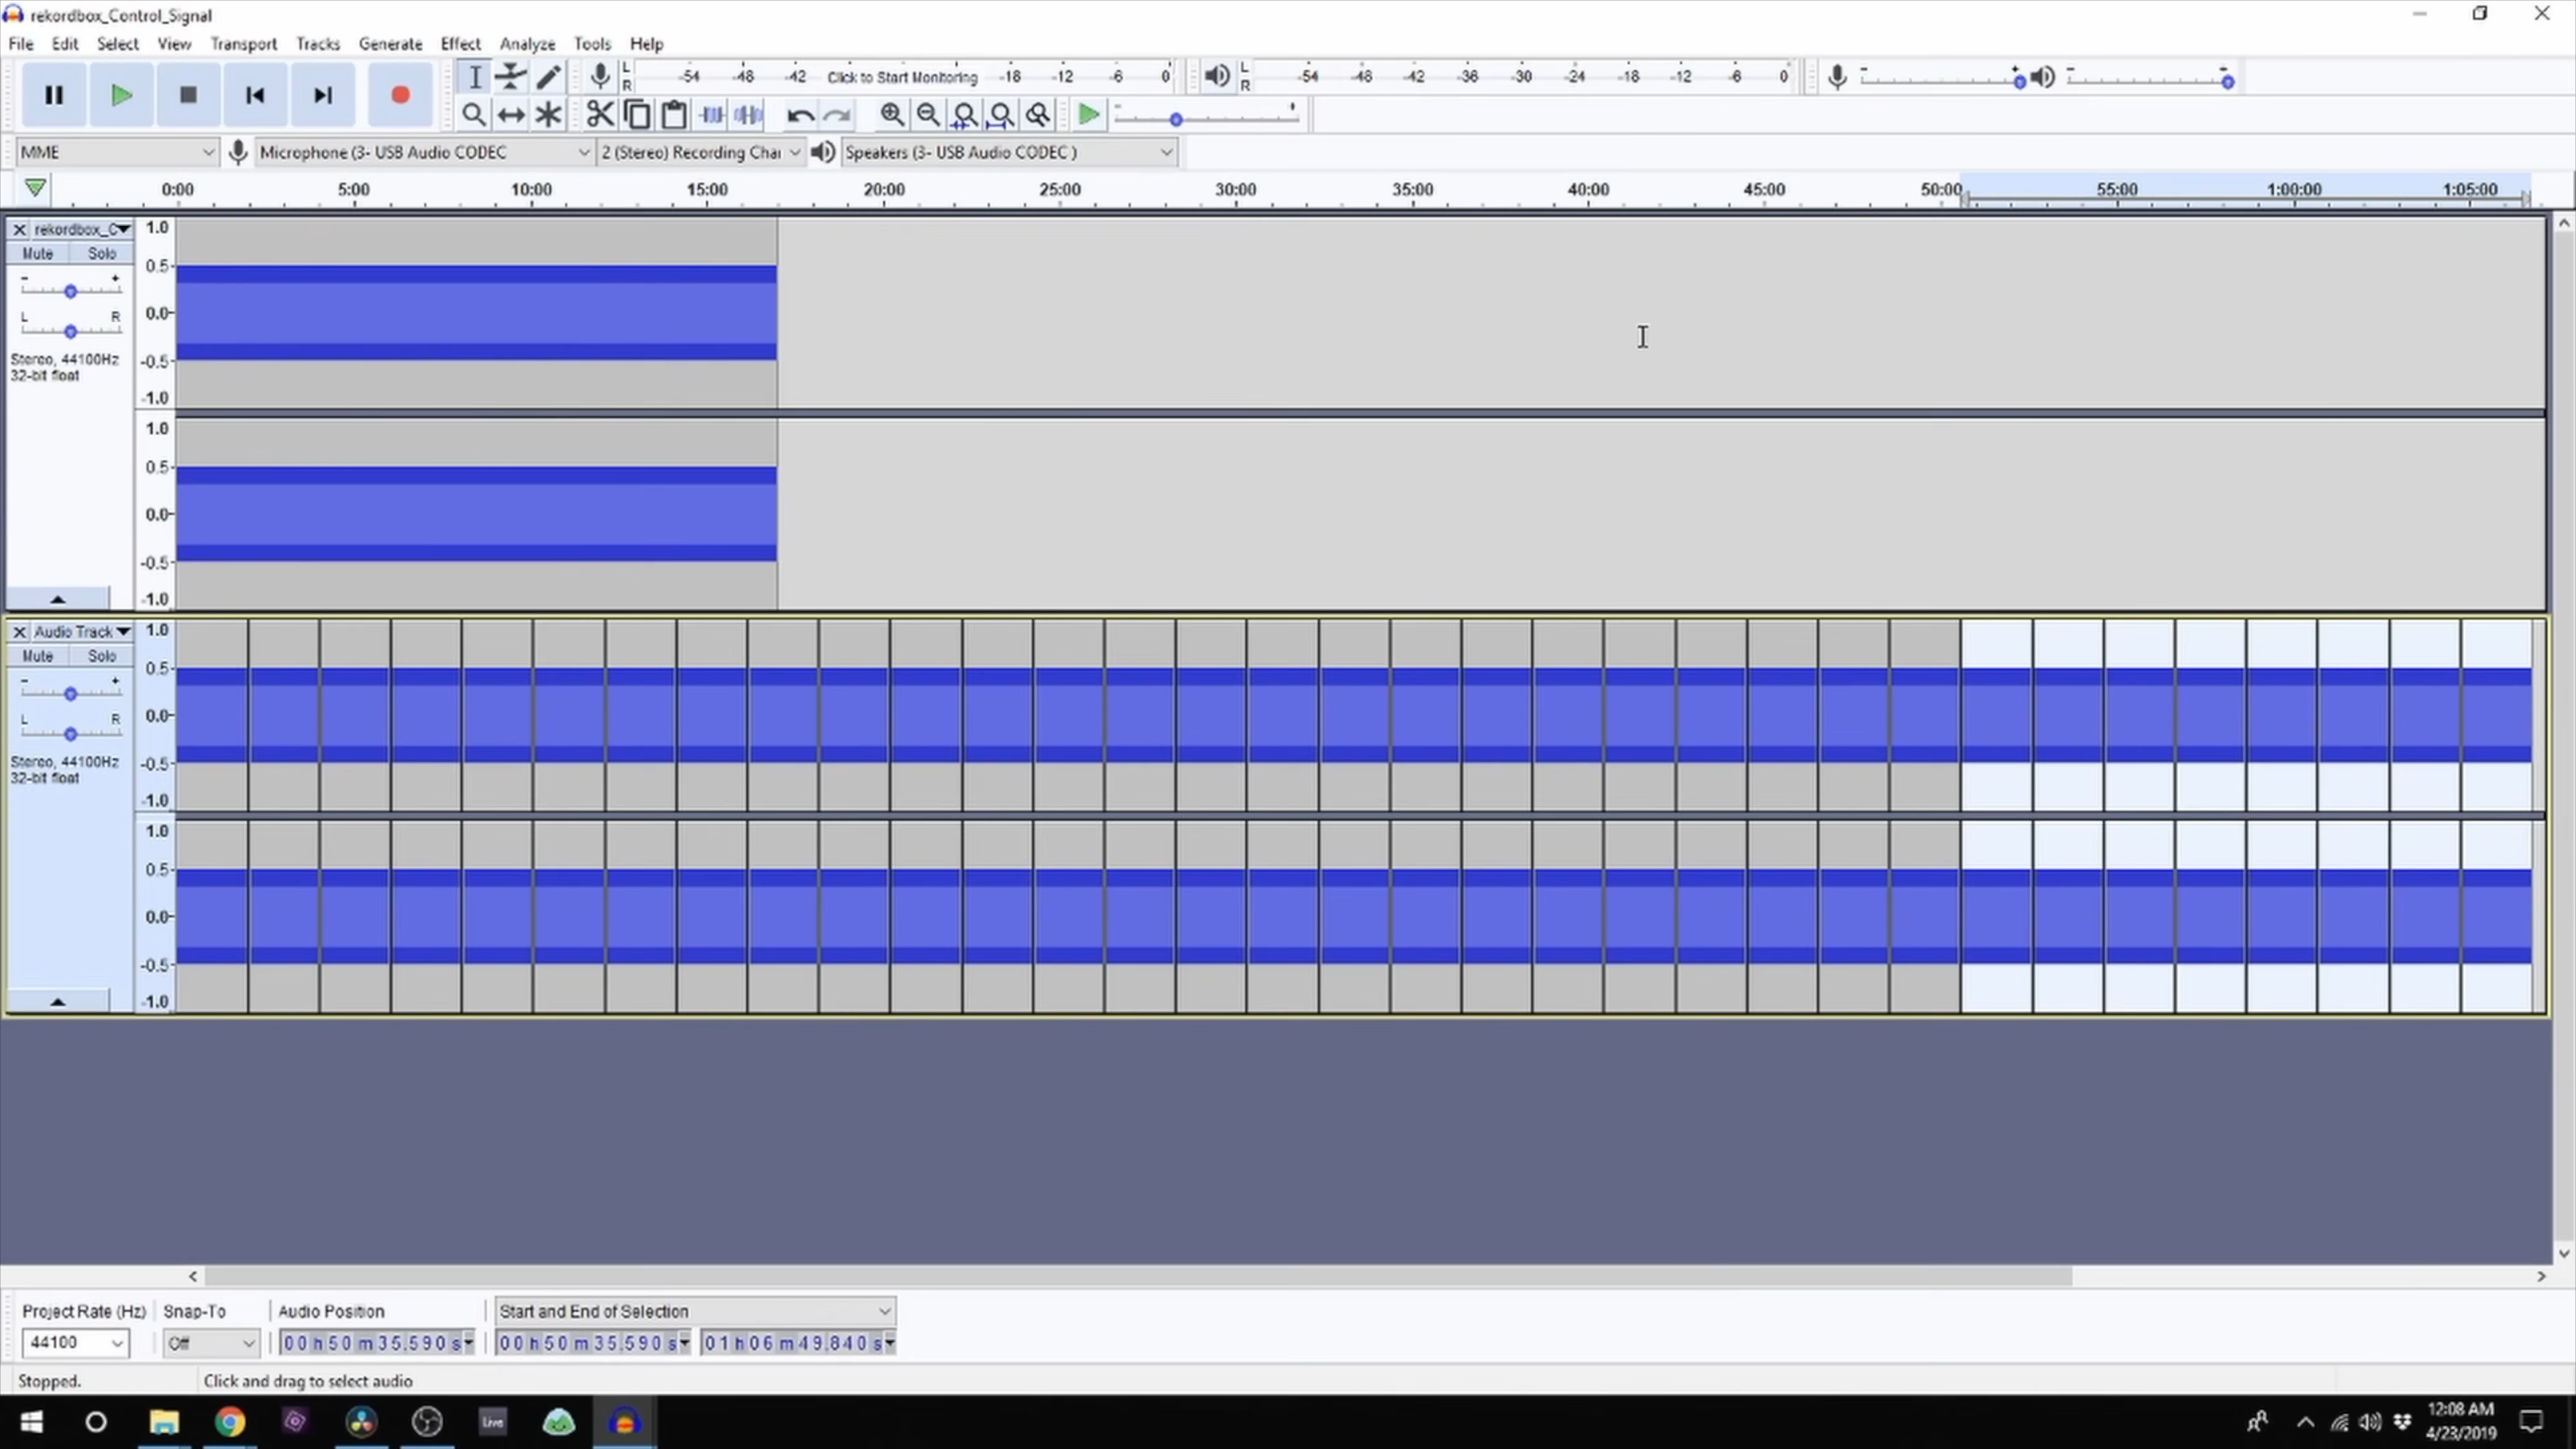 rekordbox_Control_Signal
File Edit Select View Transport Tracks Generate Effect Analyze Tools Help
L R -54 -48 -42 Click to Start Monitoring -18 -12 -6 0 L R -54 -48 -42 -36 -30 -24 -18 -12 -6 0 - + - -
- +
MME Microphone (3- USB Audio CODEC 2 (Stereo) Recording Chai Speakers (3- USB Audio CODEC )
0:00 5:00 10:00 15:00 20:00 25:00 30:00 35:00 40:00 45:00 50:00 55:00 1:00:00 1:05:00
rekordbox_C 1.0
Mute Solo
0.5
- +
0.0
L R
Stereo, 44100Hz -0.5
32-bit float
-1.0
1.0
0.5
0.0
-0.5
-1.0
Audio Track 1.0
Mute Solo
0.5
- +
0.0
L R
Stereo, 44100Hz -0.5
32-bit float
-1.0
1.0
0.5
0.0
-0.5
-1.0
Project Rate (Hz) Snap-To Audio Position Start and End of Selection
44100 Off 00 h 50 m 35.590 s 00 h 50 m 35.590 s 01 h 06 m 49.840 s
Stopped. Click and drag to select audio
Live 12:08 AM
4/23/2019